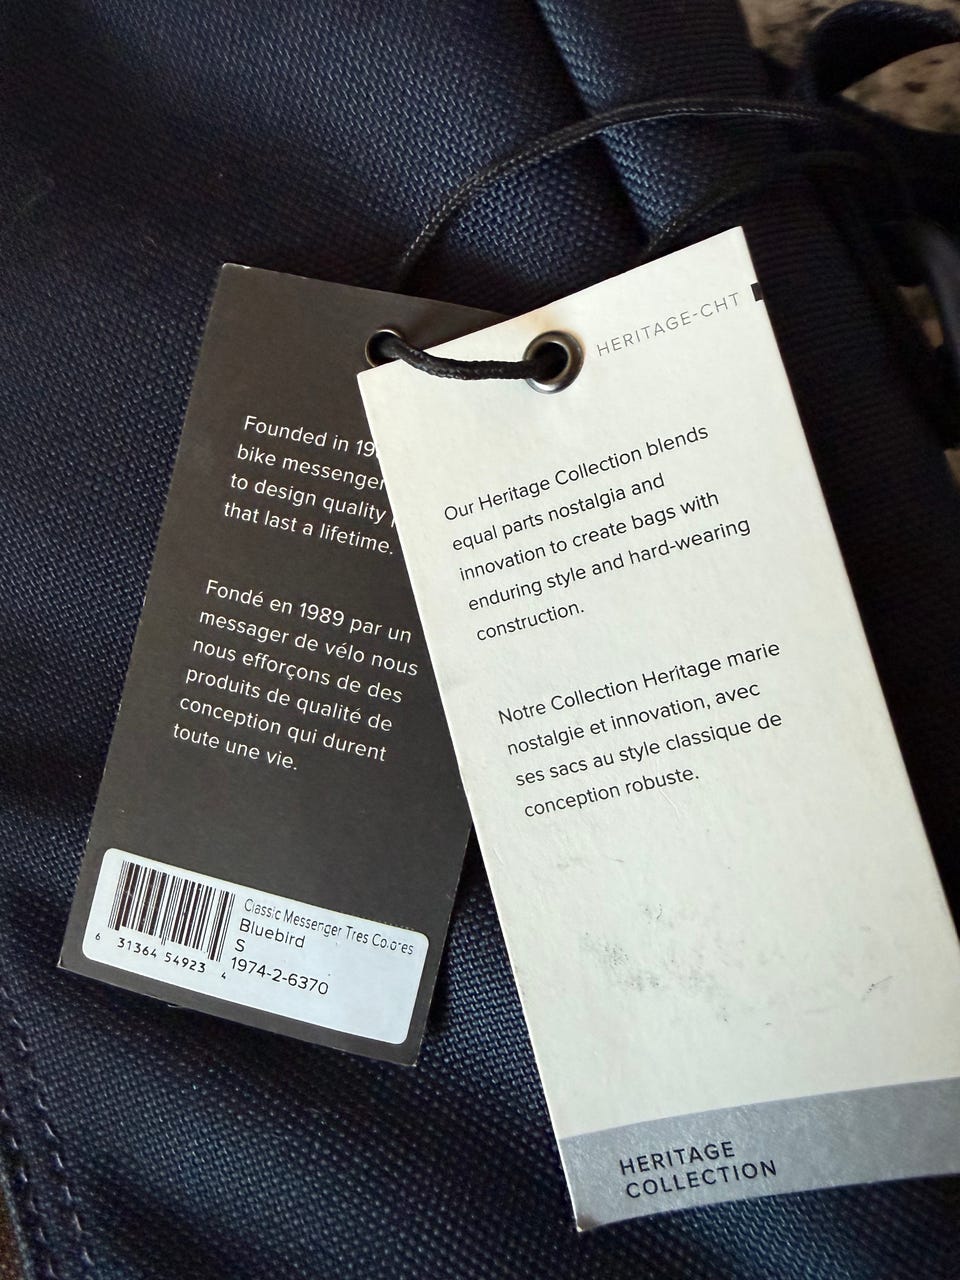 Founded in 19
bike messenger
to design quality
that last a lifetime.
Fondé en 1989 par un
messager de vélo nous
nous efforçons de des
produits de qualité de
conception qui durent
toute une vie.
Classic Messenger Tres Colores
Bluebird
S
1974-2-6370
6 31364 54923 4
HERITAGE-CHT
Our Heritage Collection blends
equal parts nostalgia and
innovation to create bags with
enduring style and hard-wearing
construction.
Notre Collection Heritage marie
nostalgie et innovation, avec
ses sacs au style classique de
conception robuste.
HERITAGE
COLLECTION